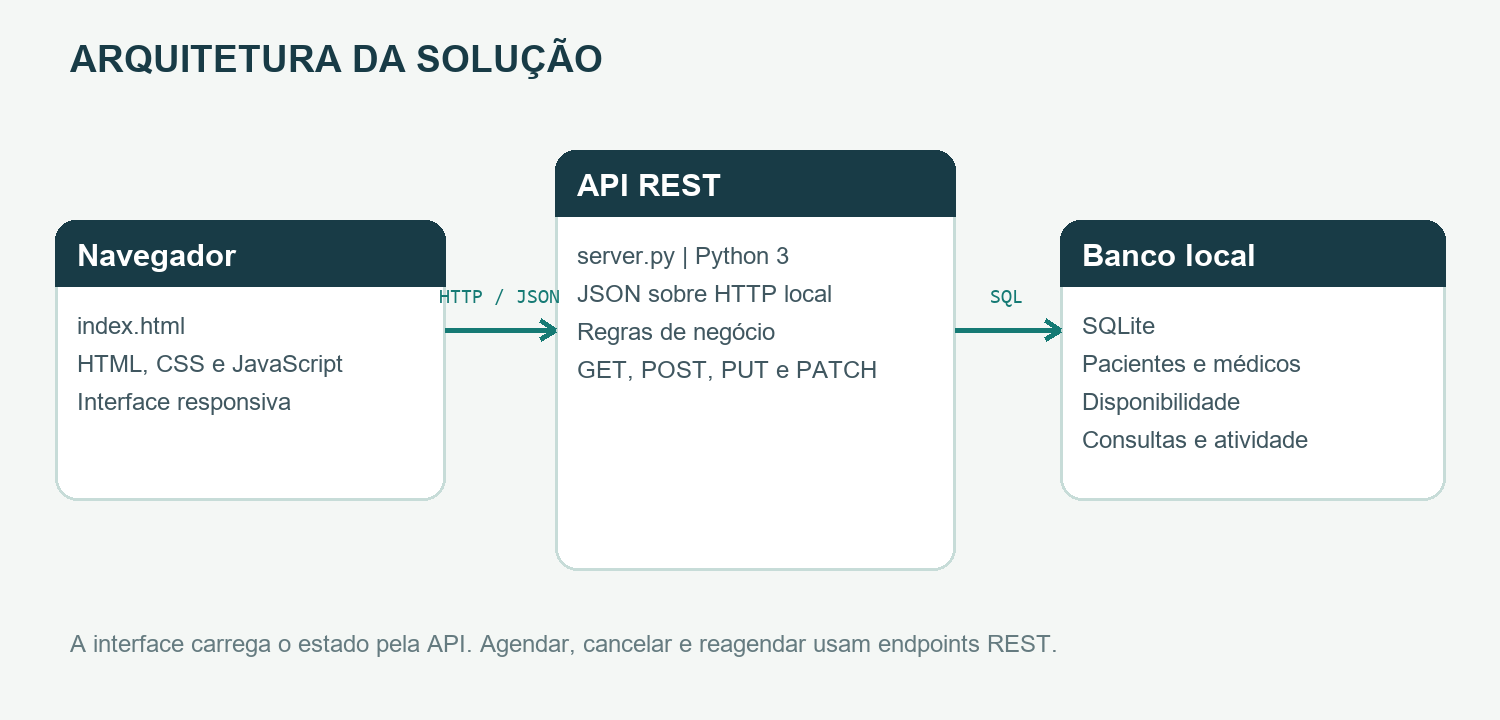 ARQUITETURA DA SOLUÇÃO
Navegador
index.html
HTML, CSS e JavaScript
Interface responsiva
HTTP / JSON
API REST
server.py | Python 3
JSON sobre HTTP local
Regras de negócio
GET, POST, PUT e PATCH
SQL
Banco local
SQLite
Pacientes e médicos
Disponibilidade
Consultas e atividade
A interface carrega o estado pela API. Agendar, cancelar e reagendar usam endpoints REST.